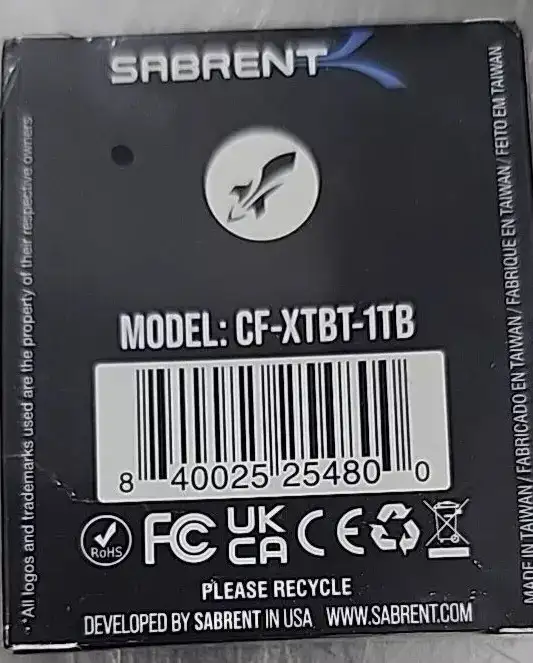 SABRENT
MODEL: CF-XTBT-1TB
8 40025 25480 0
RoHS FC UK CA CE
PLEASE RECYCLE
DEVELOPED BY SABRENT IN USA WWW.SABRENT.COM
*All logos and trademarks used are the property of their respective owners
MADE IN TAIWAN / FABRICADO EN TAIWAN / FABRIQUE EN TAIWAN / FEITO EM TAIWAN